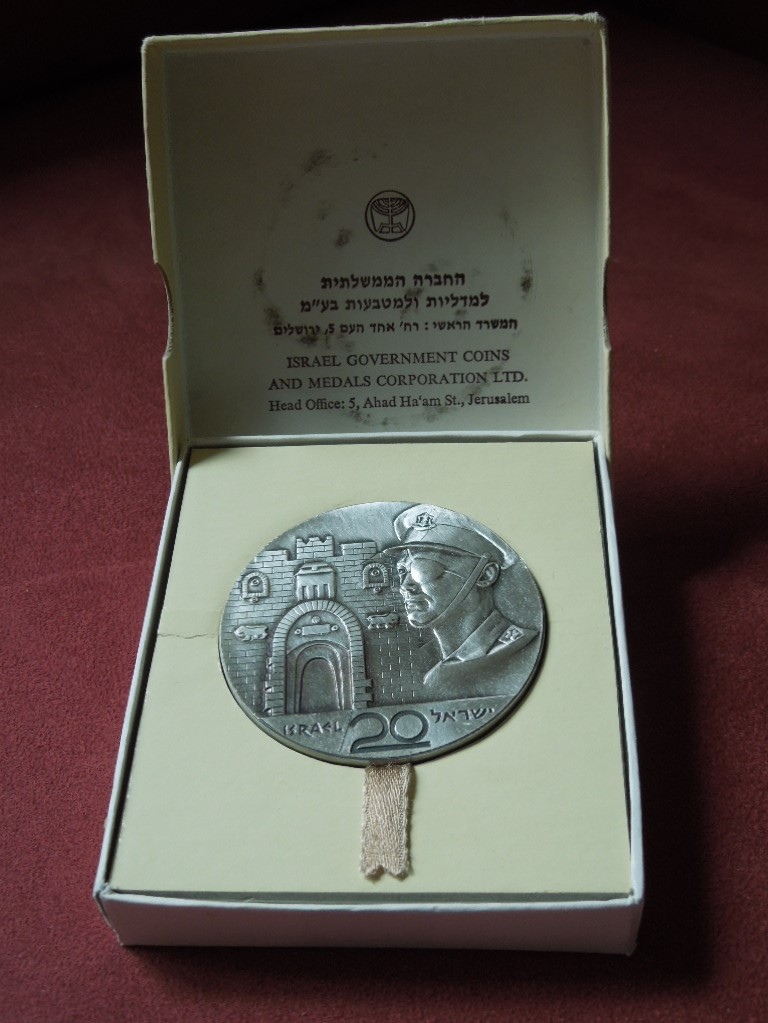 החברה הממשלתית
למדליות ולמטבעות בע"מ
המשרד הראשי : רח' אחד העם 5, ירושלים
ISRAEL GOVERNMENT COINS
AND MEDALS CORPORATION LTD.
Head Office: 5, Ahad Ha'am St., Jerusalem
ISRAEL 20 ישראל